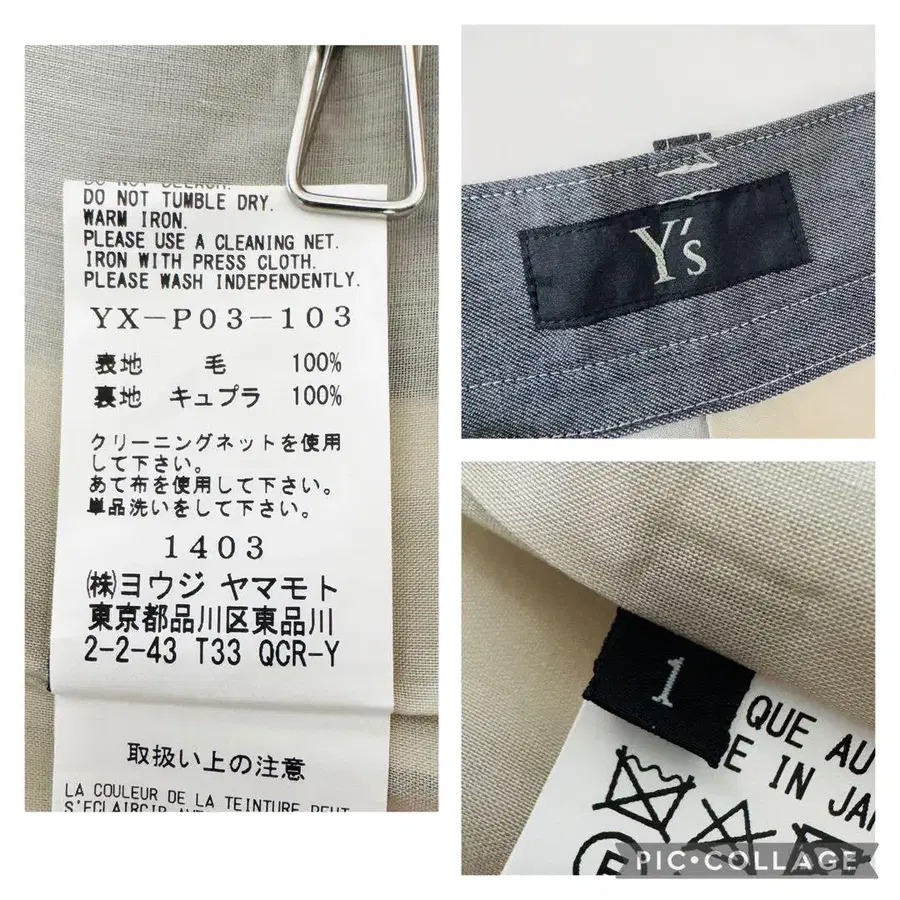 DO NOT BLEACH.
DO NOT TUMBLE DRY.
WARM IRON.
PLEASE USE A CLEANING NET.
IRON WITH PRESS CLOTH.
PLEASE WASH INDEPENDENTLY.
YX-P03-103
表地 毛 100%
裏地 キュプラ 100%
クリーニングネットを使用
して下さい。
あて布を使用して下さい。
単品洗いをして下さい。
1403
㈱ヨウジ ヤマモト
東京都品川区東品川
2-2-43 T33 QCR-Y
取扱い上の注意
LA COULEUR DE LA TEINTURE PEUT
S'ECLAIRCIR
Y's
1
QUE AU
E IN JA
PIC•COLLAGE